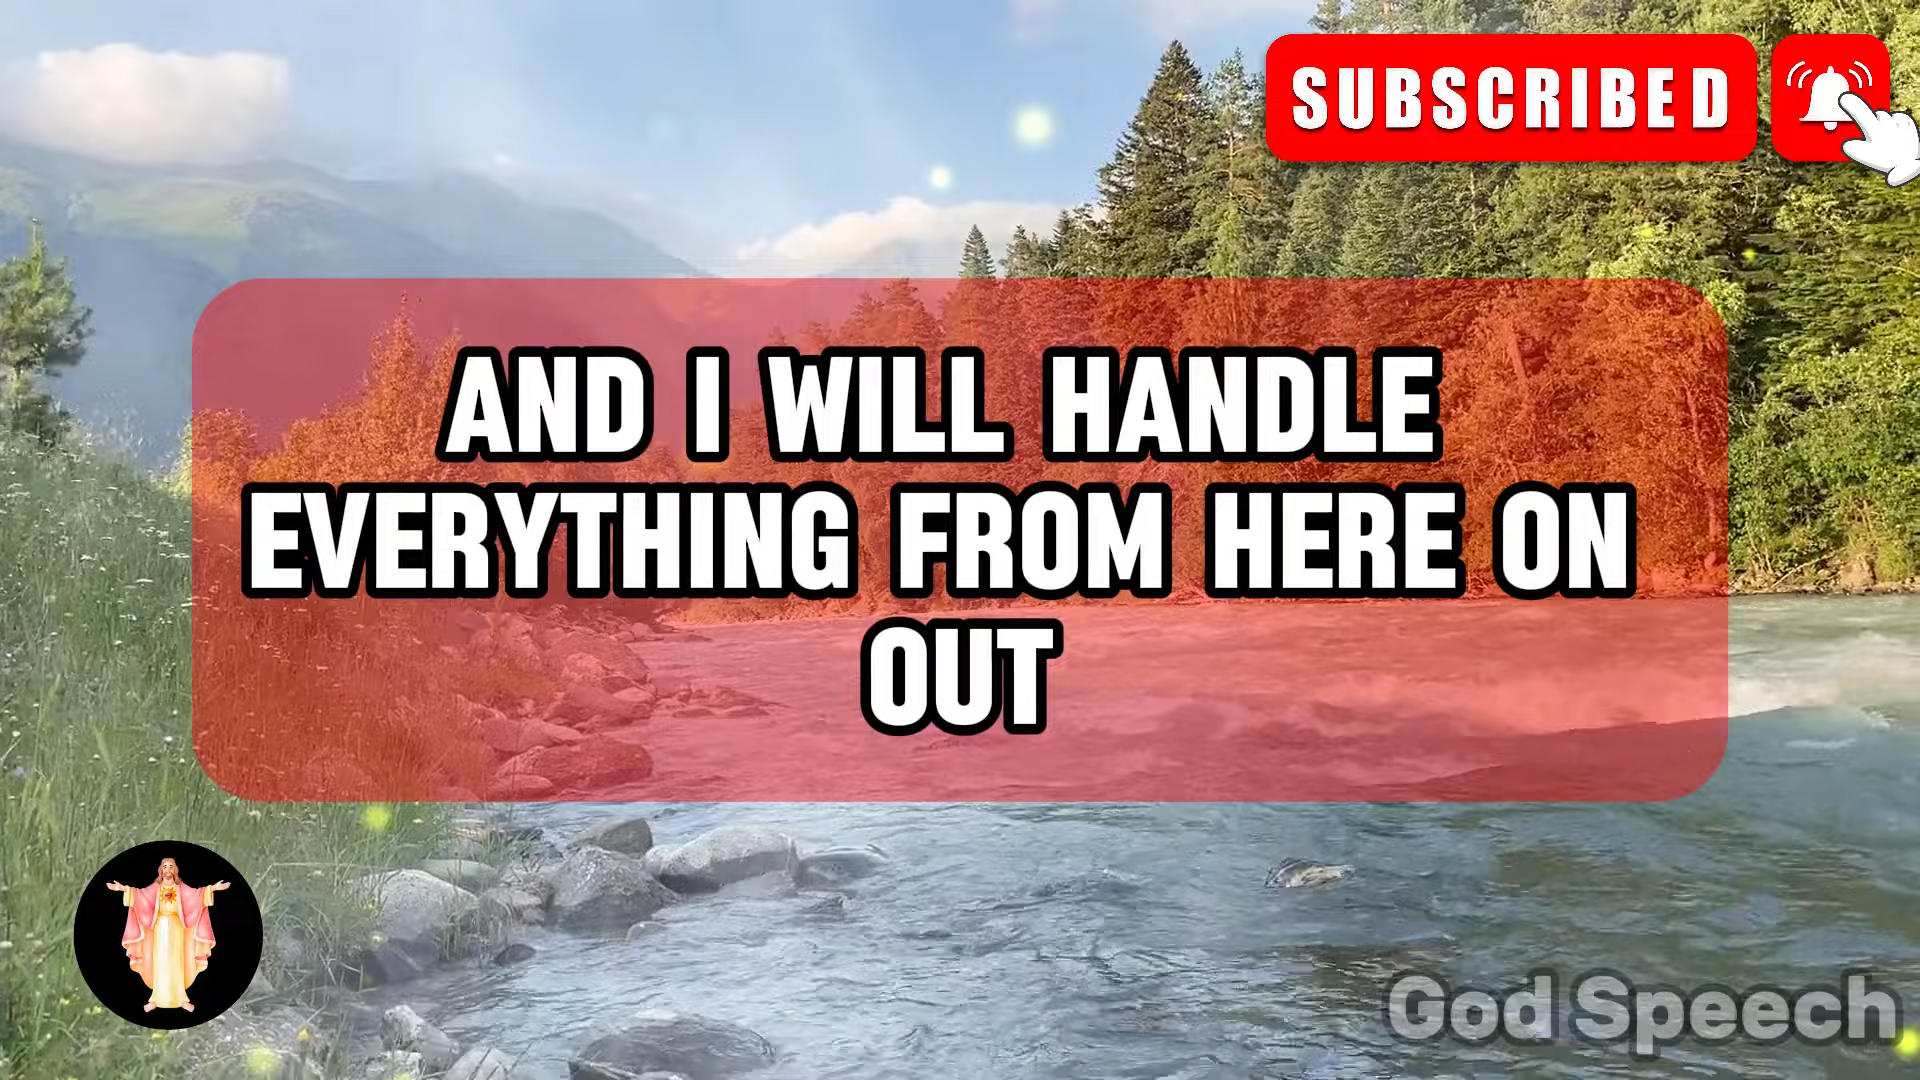 SUBSCRIBED
AND I WILL HANDLE
EVERYTHING FROM HERE ON
OUT
God Speech